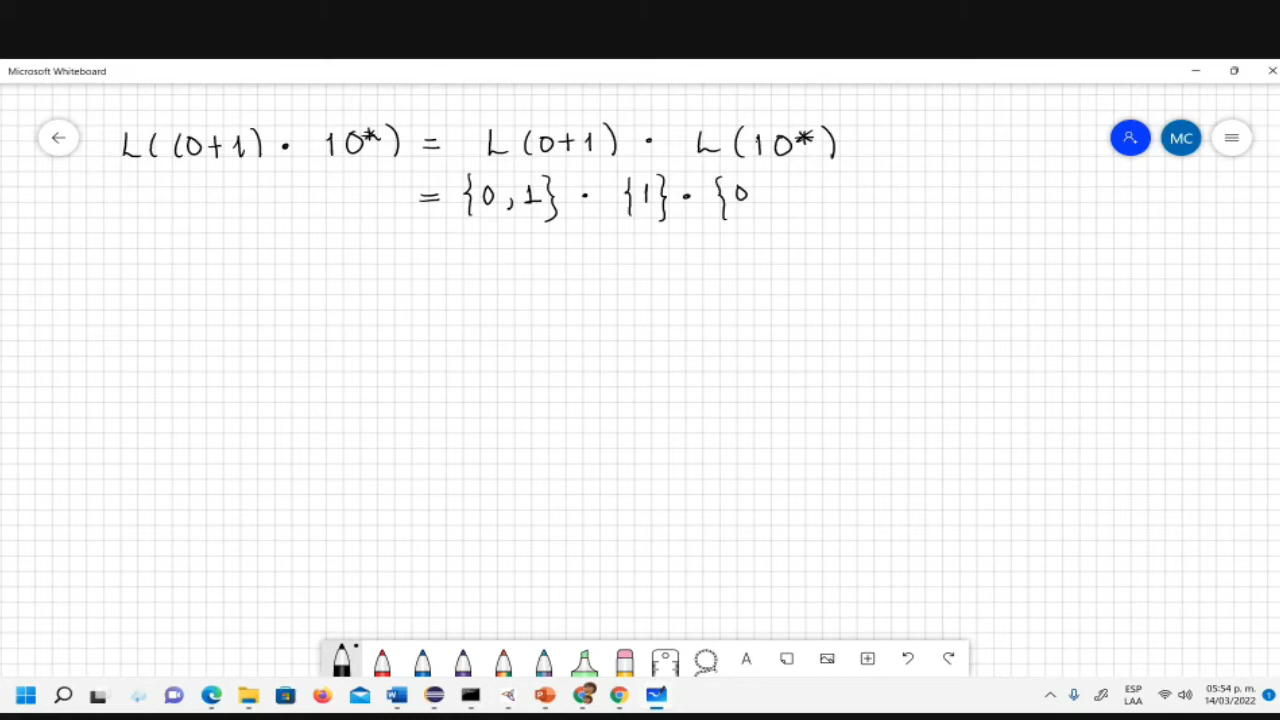 Microsoft Whiteboard
L((0+1)· 10*) = L(0+1) · L(10*)
MC
= {0,1} · {1} · {0
A
ESP
LAA
05:54 p. m.
14/03/2022
1